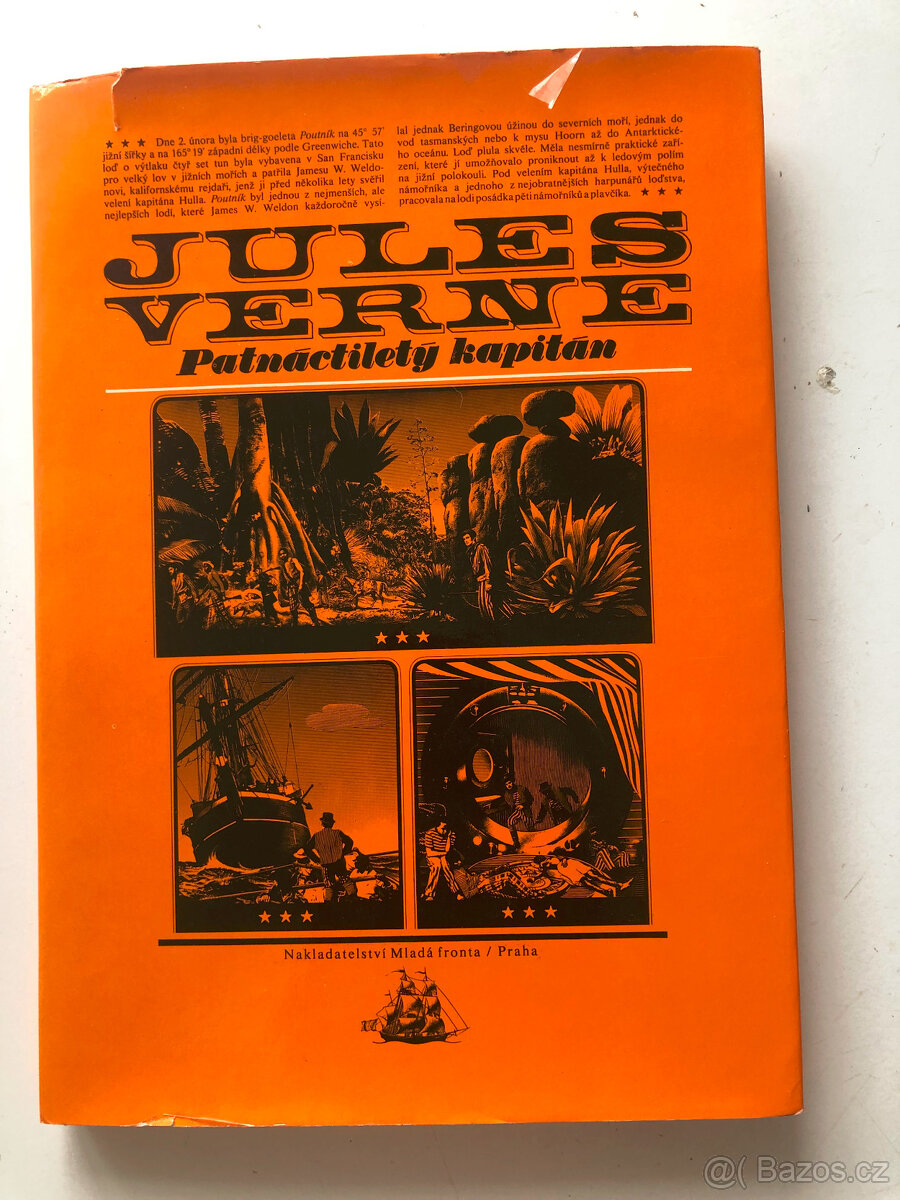 ★ ★ ★ Dne 2. února byla brig-goeleta Poutník na 45° 57′
jižní šířky a na 165° 19′ západní délky podle Greenwiche. Tato
loď o výtlaku čtyř set tun byla vybavena v San Francisku
pro velký lov v jižních mořích a patřila Jamesu W. Weldo-
novi, kalifornskému rejdaři, jenž ji před několika lety svěřil
velení kapitána Hulla. Poutník byl jednou z nejmenších, ale
nejlepších lodí, které James W. Weldon každoročně vysí-
lal jednak Beringovou úžinou do severních moří, jednak do
vod tasmanských nebo k mysu Hoorn až do Antarktické-
ho oceánu. Loď plula skvěle. Měla nesmírně praktické zaří-
zení, které jí umožňovalo proniknout až k ledovým polím
na jižní polokouli. Pod velením kapitána Hulla, výtečného
námořníka a jednoho z nejobratnějších harpunářů loďstva,
pracovala na lodi posádka pěti námořníků a plavčíka. ★ ★ ★
JULES
VERNE
Patnáctiletý kapitán
★ ★ ★
★ ★ ★
★ ★ ★
Nakladatelství Mladá fronta / Praha
@( Bazos.cz